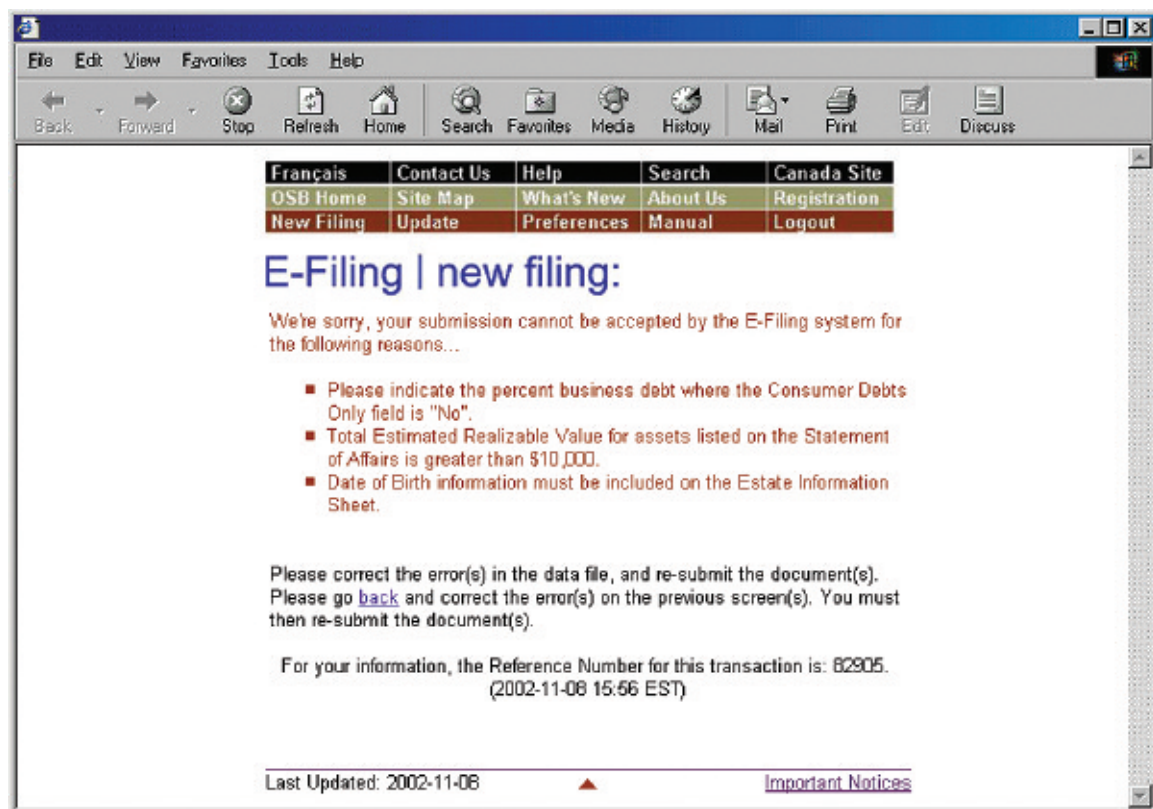 File Edit View Favorites Tools Help
Back Forward Stop Refresh Home Search Favorites Media History Mail Print Edit Discuss
Français Contact Us Help Search Canada Site
OSB Home Site Map What's New About Us Registration
New Filing Update Preferences Manual Logout
E-Filing | new filing:
We're sorry, your submission cannot be accepted by the E-Filing system for
the following reasons...
Please indicate the percent business debt where the Consumer Debts
Only field is "No".
Total Estimated Realizable Value for assets listed on the Statement
of Affairs is greater than $10,000.
Date of Birth information must be included on the Estate Information
Sheet.
Please correct the error(s) in the data file, and re-submit the document(s).
Please go back and correct the error(s) on the previous screen(s). You must
then re-submit the document(s).
For your information, the Reference Number for this transaction is: 82905.
(2002-11-08 15:56 EST)
Last Updated: 2002-11-08 Important Notices